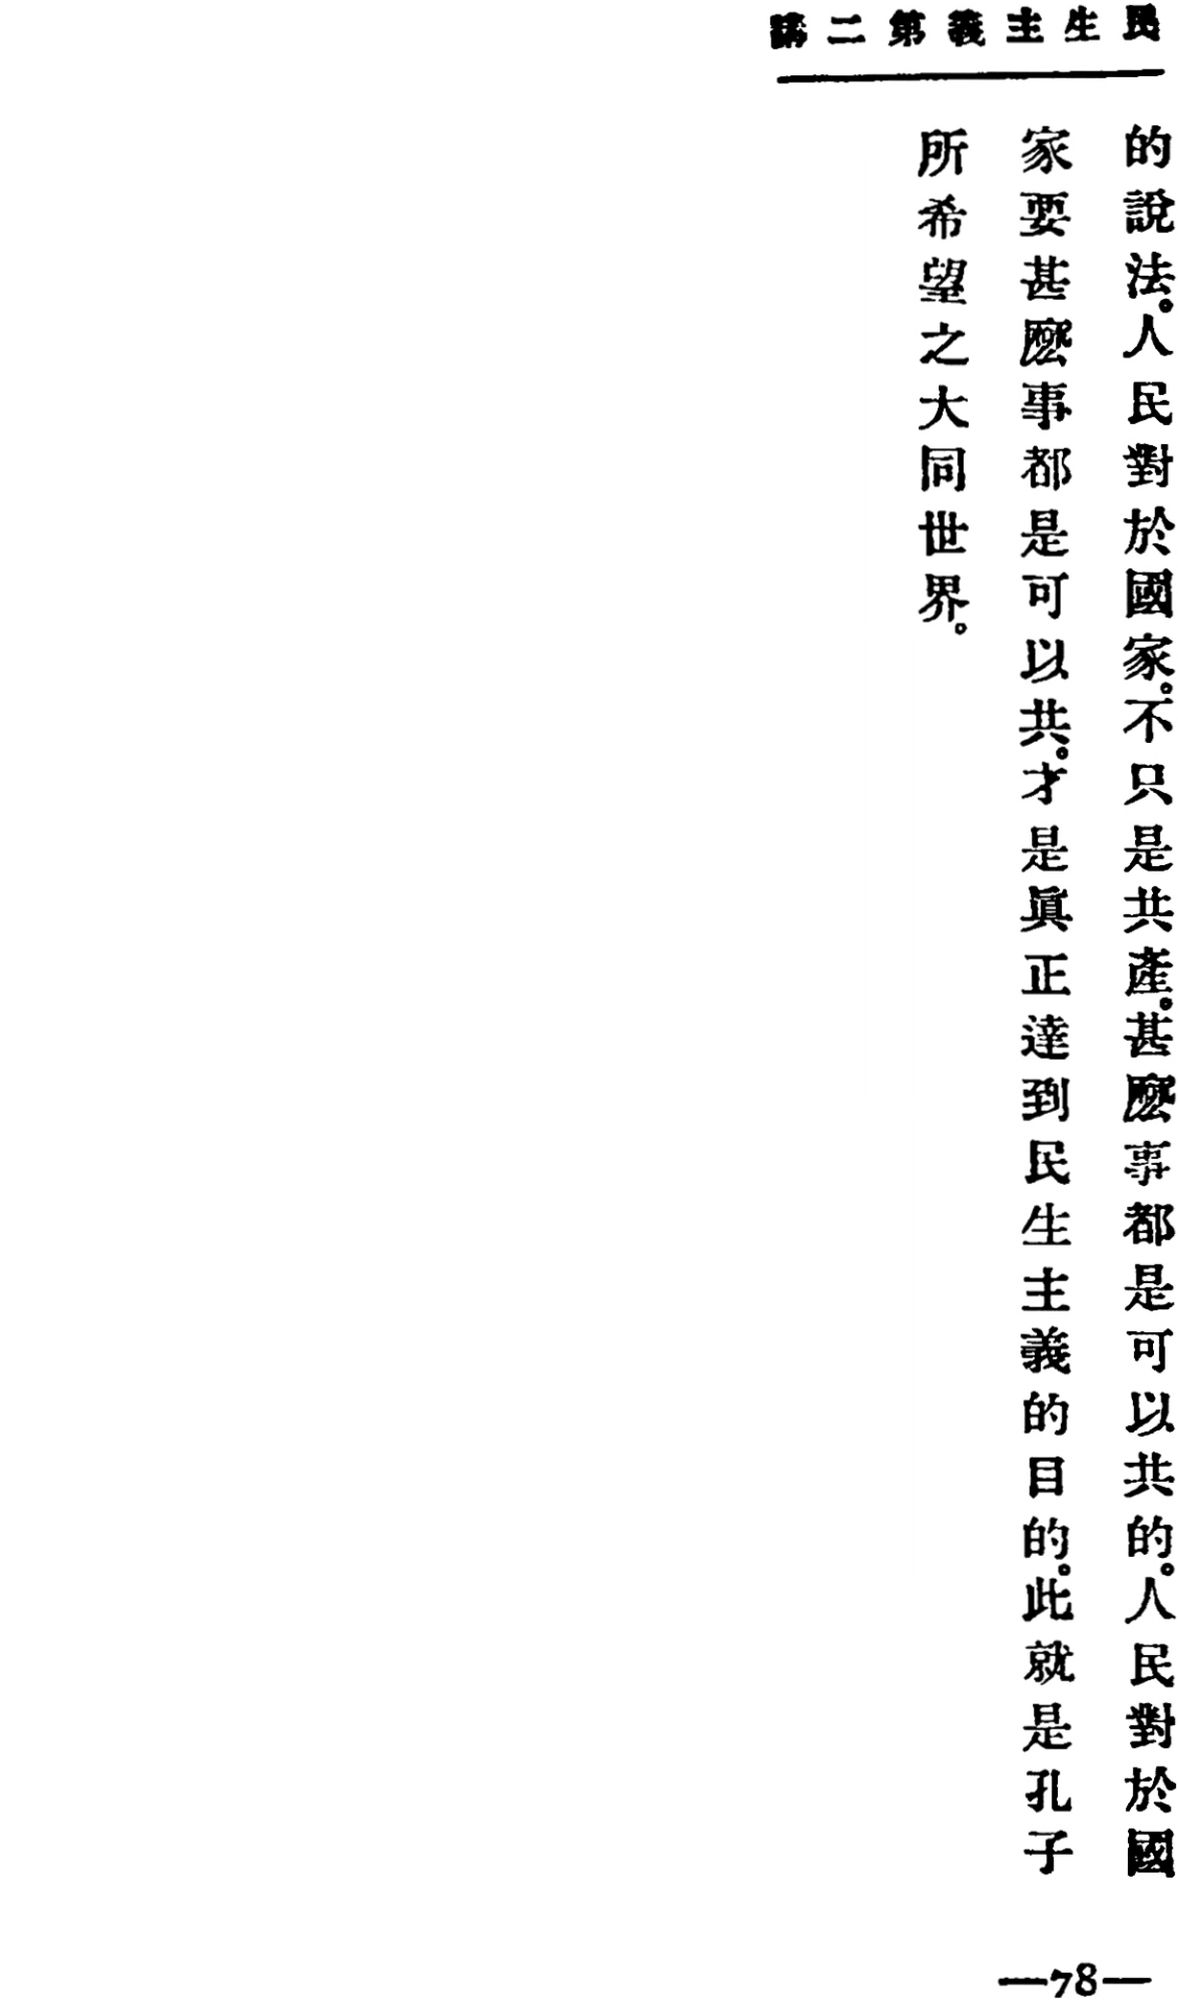 民生主義第二講
的說法。人民對於國家。不只是共產。甚麼事都是可以共的。人民對於國
家要甚麼事都是可以共。才是眞正達到民生主義的目的。此就是孔子
所希望之大同世界。
—78—